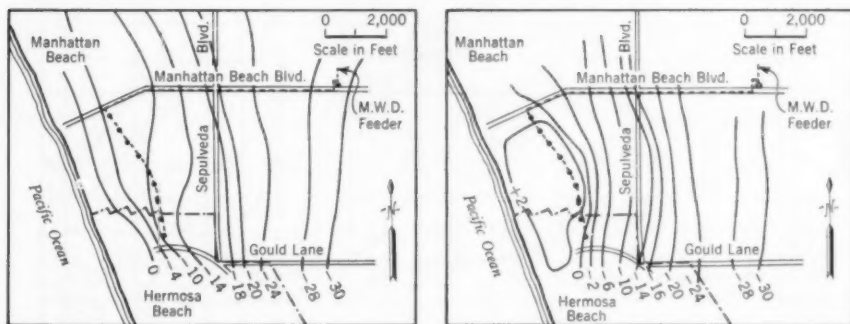 0 2,000
Scale in Feet
Manhattan
Beach
Blvd.
Manhattan Beach Blvd.
M.W.D.
Feeder
Sepulveda
Pacific Ocean
N
Gould Lane
0 -4 -10 -14 -18 -20 -24 -28 -30
Hermosa
Beach
0 2,000
Scale in Feet
Manhattan
Beach
Blvd.
Manhattan Beach Blvd.
M.W.D.
Feeder
Sepulveda
+2
Pacific Ocean
N
Gould Lane
0 -2 -6 -10 -14 -16 -20 -24 -28 -30
Hermosa
Beach